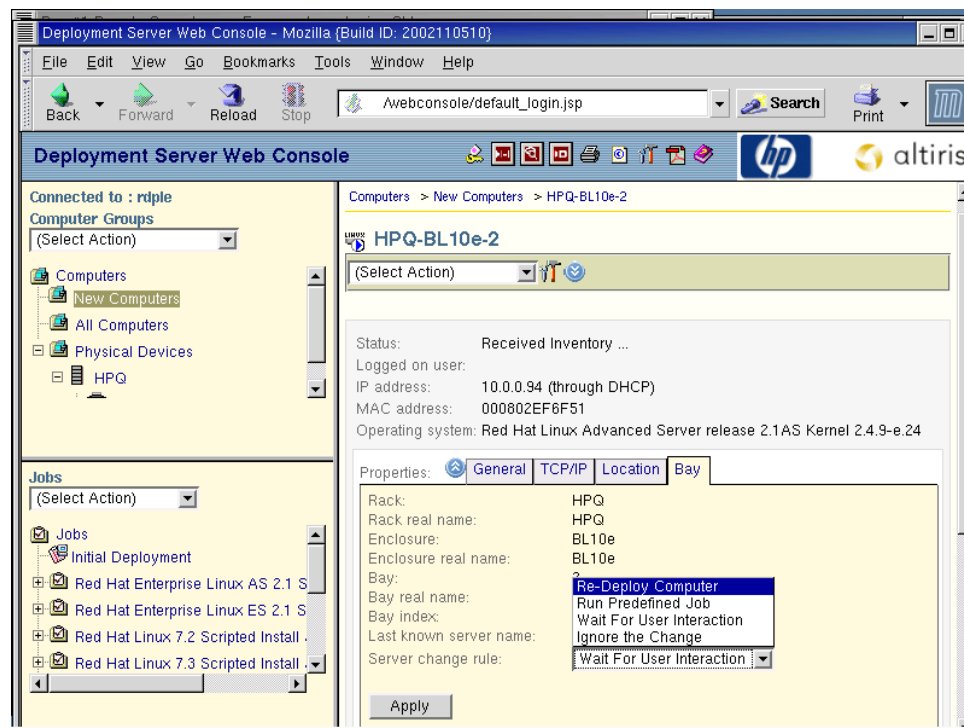 Deployment Server Web Console - Mozilla {Build ID: 2002110510}
File Edit View Go Bookmarks Tools Window Help
Back Forward Reload Stop /webconsole/default_login.jsp Search Print
Deployment Server Web Console
hp altiris
Connected to : rdple
Computer Groups
(Select Action)
Computers
New Computers
All Computers
Physical Devices
HPQ
Jobs
(Select Action)
Jobs
Initial Deployment
Red Hat Enterprise Linux AS 2.1 S
Red Hat Enterprise Linux ES 2.1 S
Red Hat Linux 7.2 Scripted Install
Red Hat Linux 7.3 Scripted Install
Computers > New Computers > HPQ-BL10e-2
HPQ-BL10e-2
(Select Action)
Status: Received Inventory ...
Logged on user:
IP address: 10.0.0.94 (through DHCP)
MAC address: 000802EF6F51
Operating system: Red Hat Linux Advanced Server release 2.1AS Kernel 2.4.9-e.24
Properties: General TCP/IP Location Bay
Rack: HPQ
Rack real name: HPQ
Enclosure: BL10e
Enclosure real name: BL10e
Bay:
Bay real name:
Bay index:
Last known server name:
Re-Deploy Computer
Run Predefined Job
Wait For User Interaction
Ignore the Change
Server change rule: Wait For User Interaction
Apply